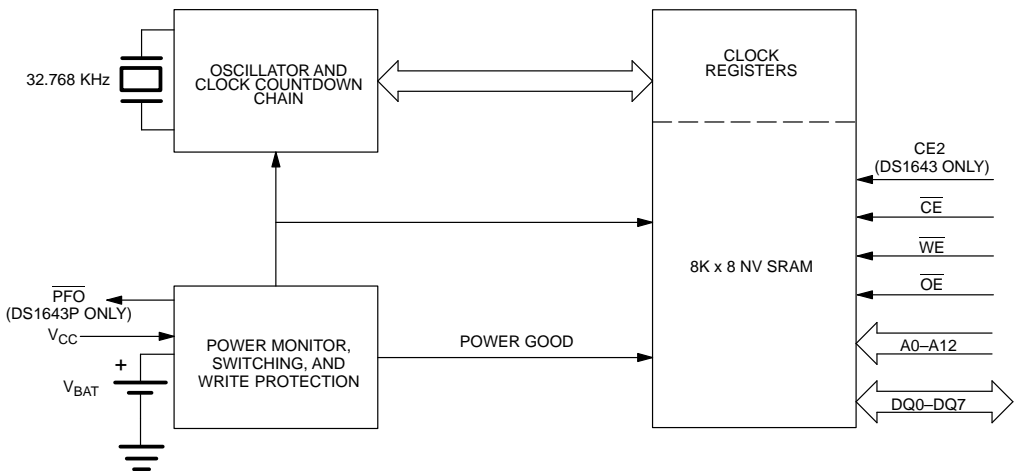 32.768 KHz
OSCILLATOR AND
CLOCK COUNTDOWN
CHAIN
CLOCK
REGISTERS
CE2
(DS1643 ONLY)
CE
WE
OE
8K x 8 NV SRAM
A0–A12
DQ0–DQ7
PFO
(DS1643P ONLY)
VCC
+
VBAT
POWER MONITOR,
SWITCHING, AND
WRITE PROTECTION
POWER GOOD